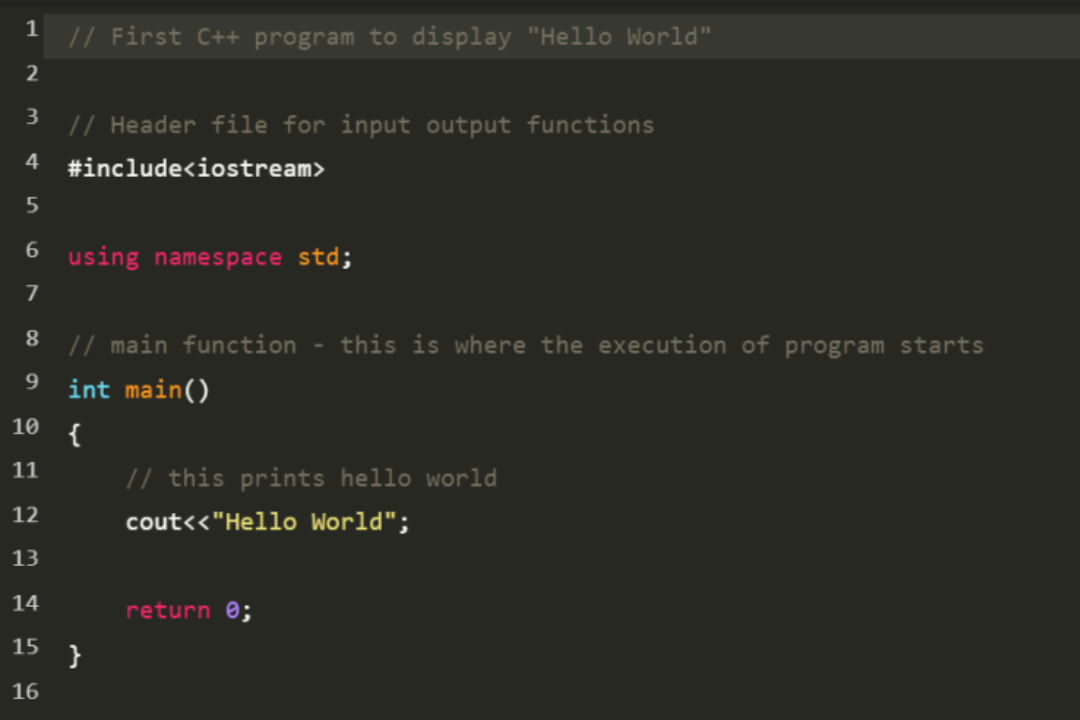 1 // First C++ program to display "Hello World"
2
3 // Header file for input output functions
4 #include<iostream>
5
6 using namespace std;
7
8 // main function - this is where the execution of program starts
9 int main()
10 {
11     // this prints hello world
12     cout<<"Hello World";
13
14     return 0;
15 }
16